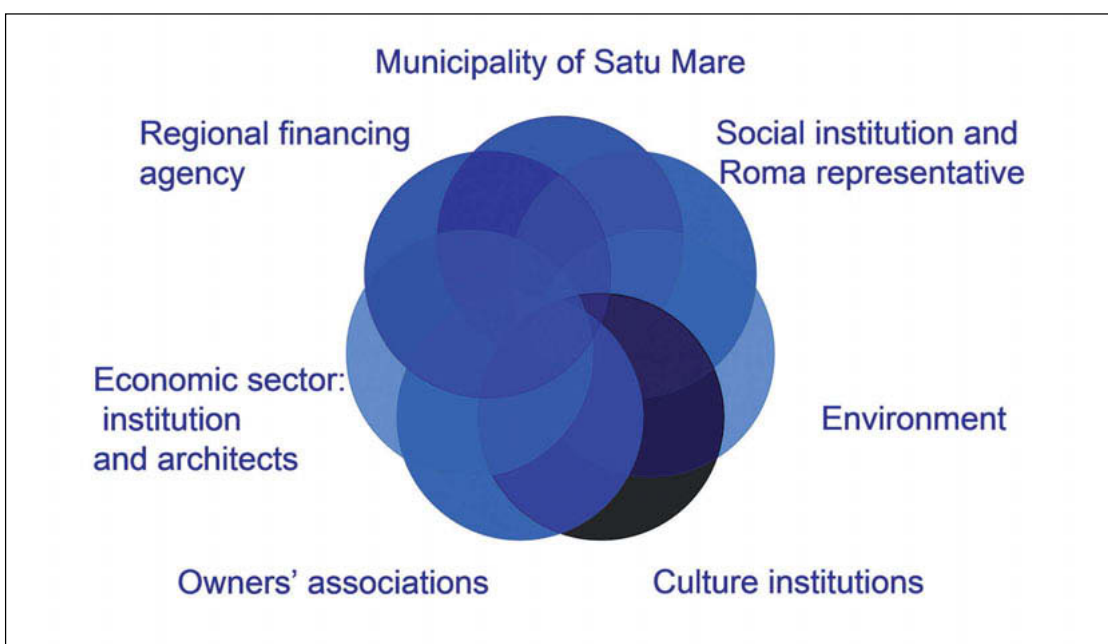 Municipality of Satu Mare
Regional financing
agency
Social institution and
Roma representative
Economic sector:
institution
and architects
Environment
Owners’ associations
Culture institutions